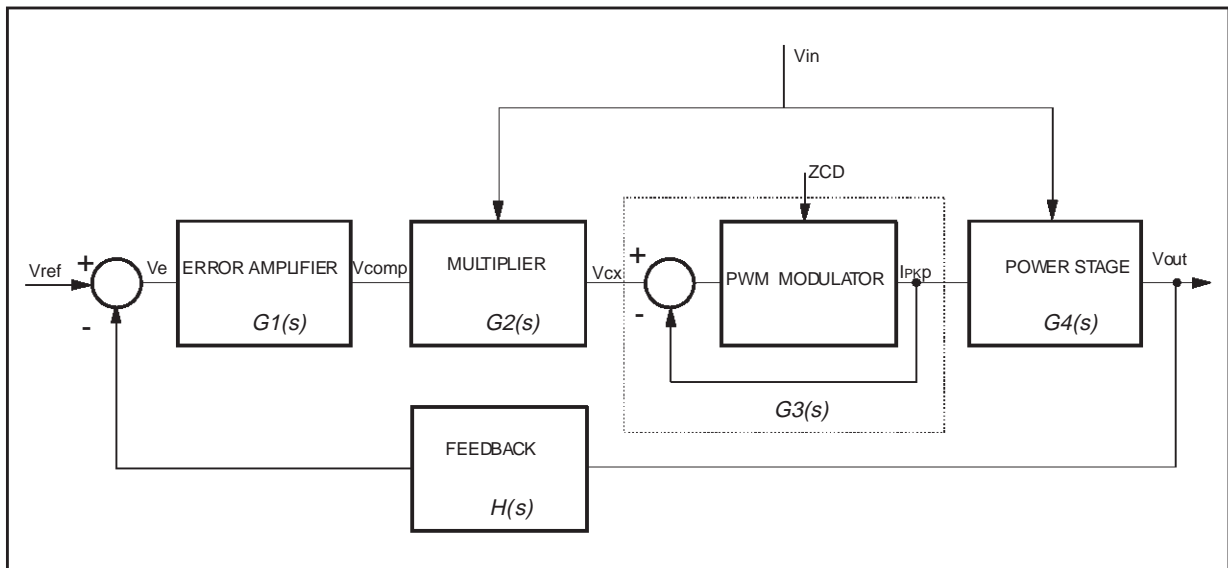 Vin
ZCD
+
Vref
-
Ve
ERROR AMPLIFIER
G1(s)
Vcomp
MULTIPLIER
G2(s)
Vcx
+
-
PWM MODULATOR
IPKp
G3(s)
POWER STAGE
G4(s)
Vout
FEEDBACK
H(s)